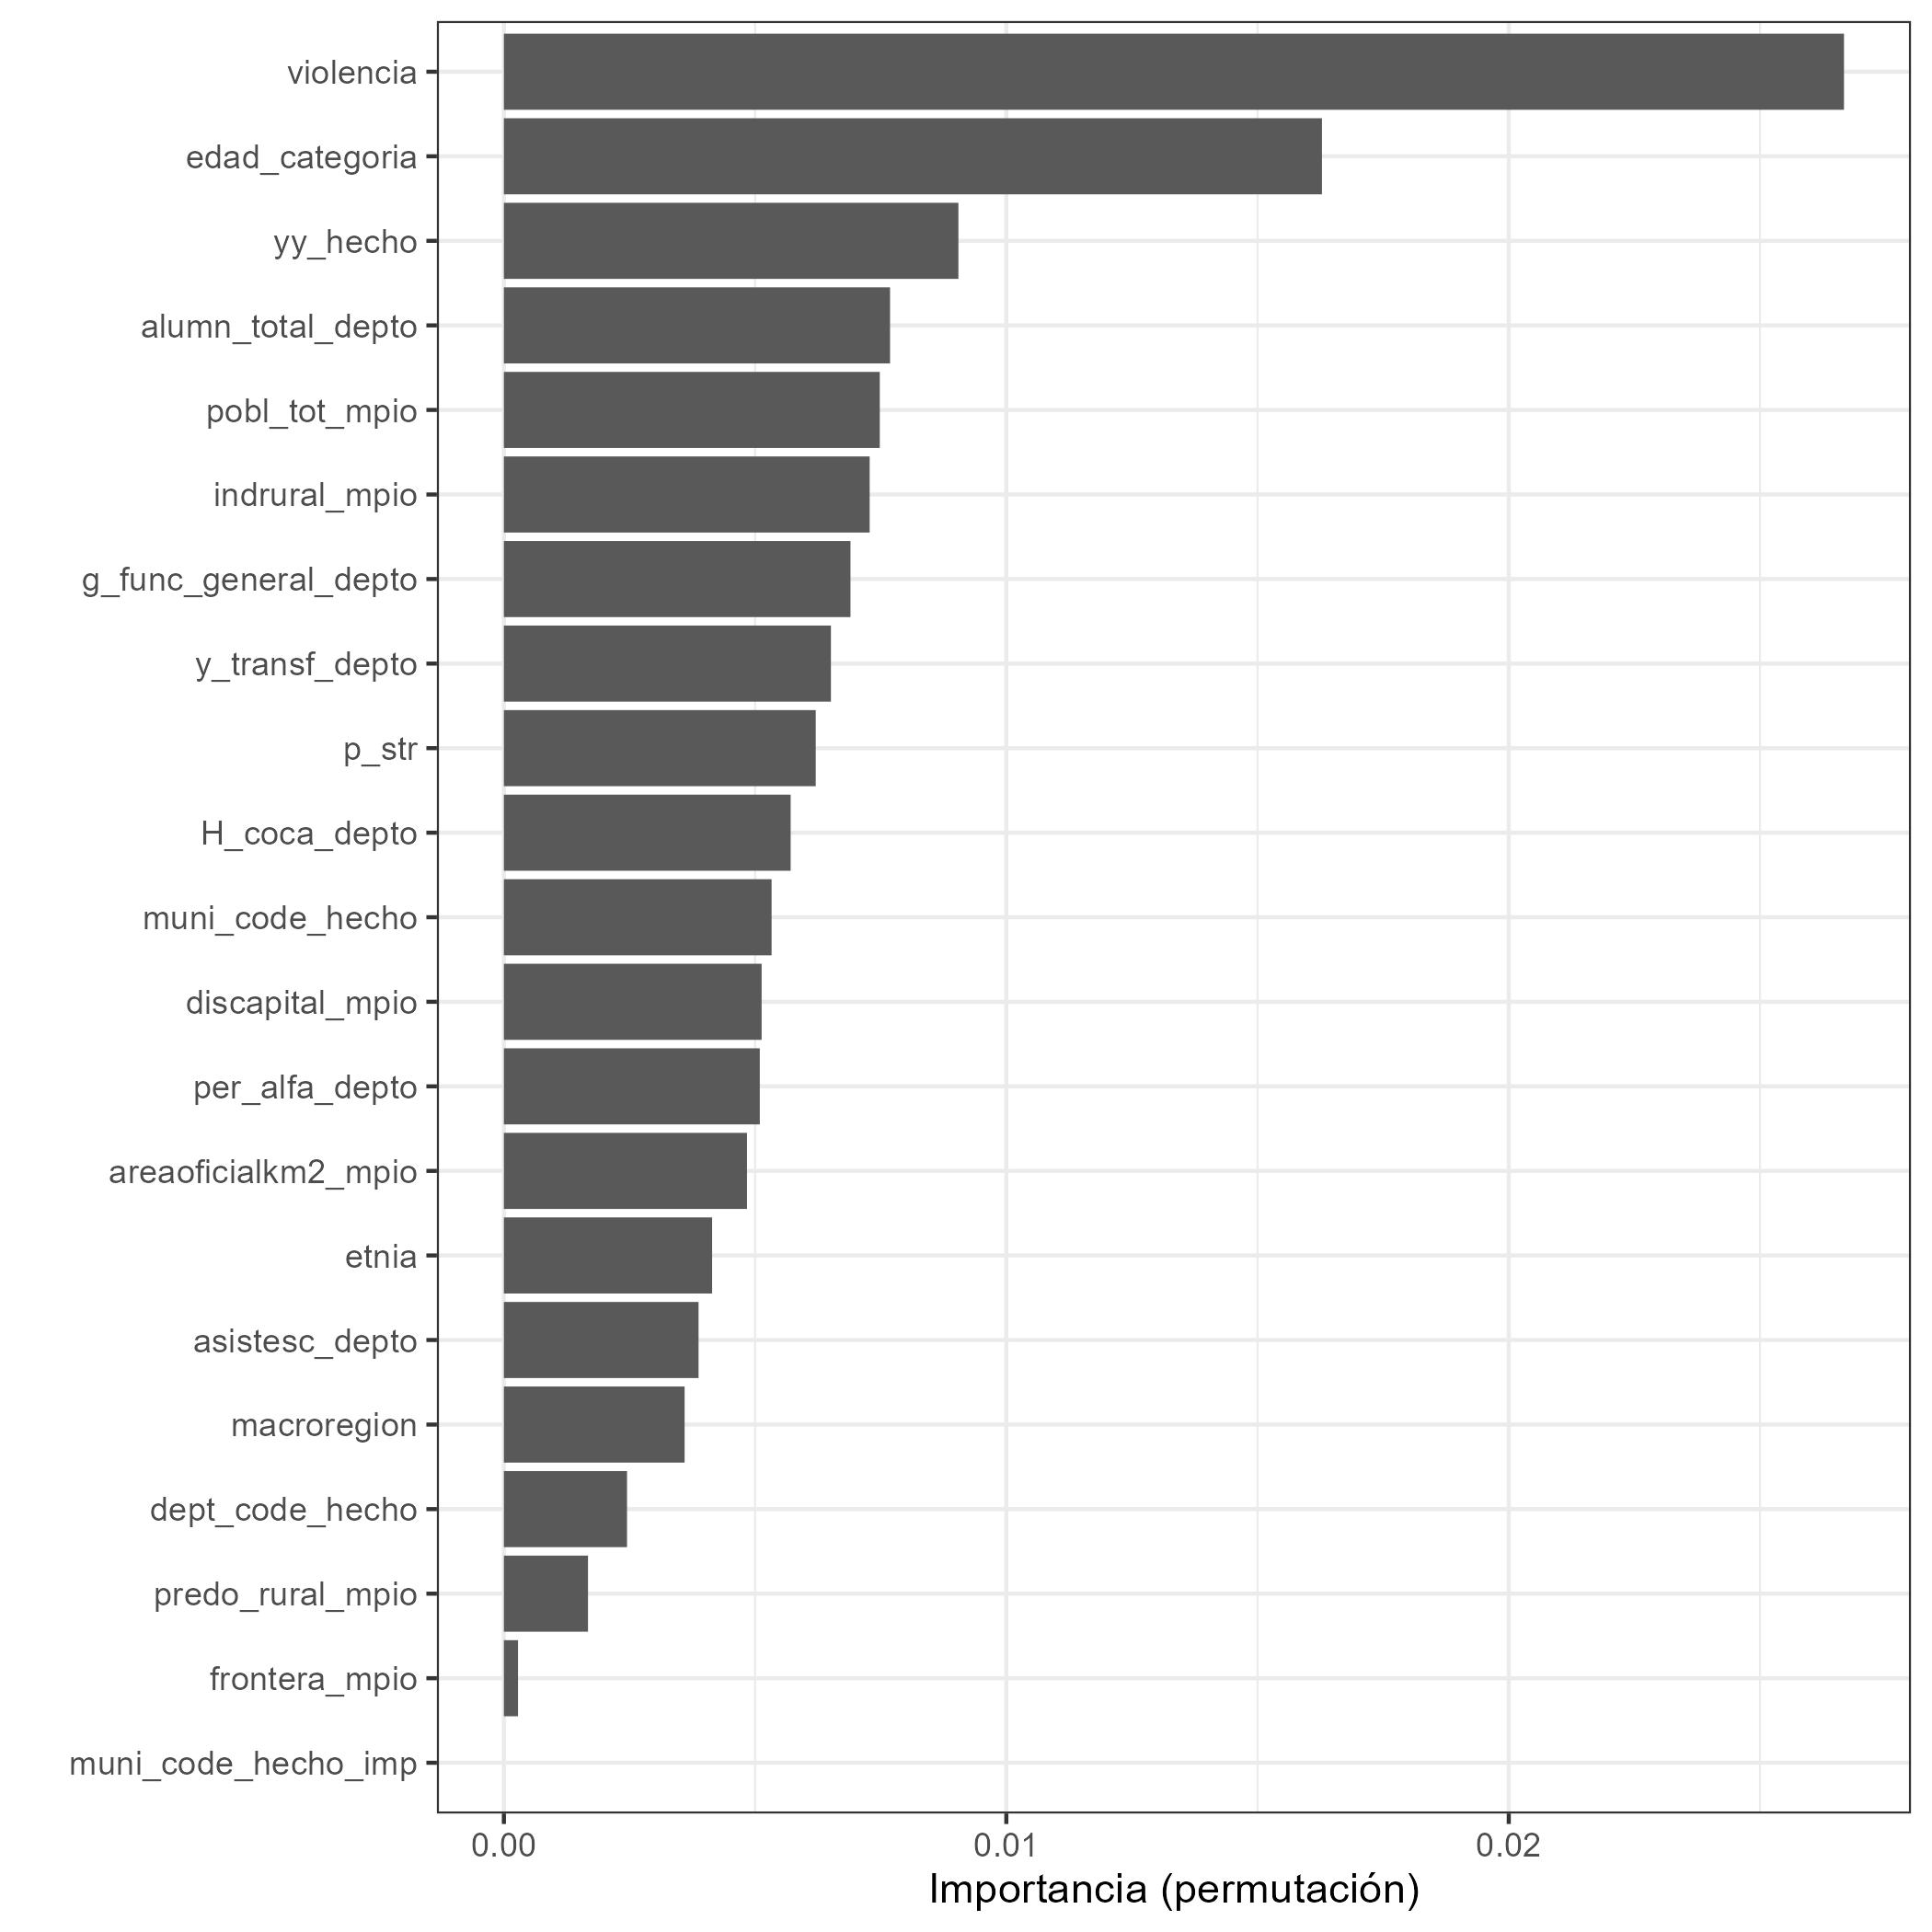 violencia
edad_categoria
yy_hecho
alumn_total_depto
pobl_tot_mpio
indrural_mpio
g_func_general_depto
y_transf_depto
p_str
H_coca_depto
muni_code_hecho
discapital_mpio
per_alfa_depto
areaoficialkm2_mpio
etnia
asistesc_depto
macroregion
dept_code_hecho
predo_rural_mpio
frontera_mpio
muni_code_hecho_imp
0.00 0.01 0.02
Importancia (permutación)